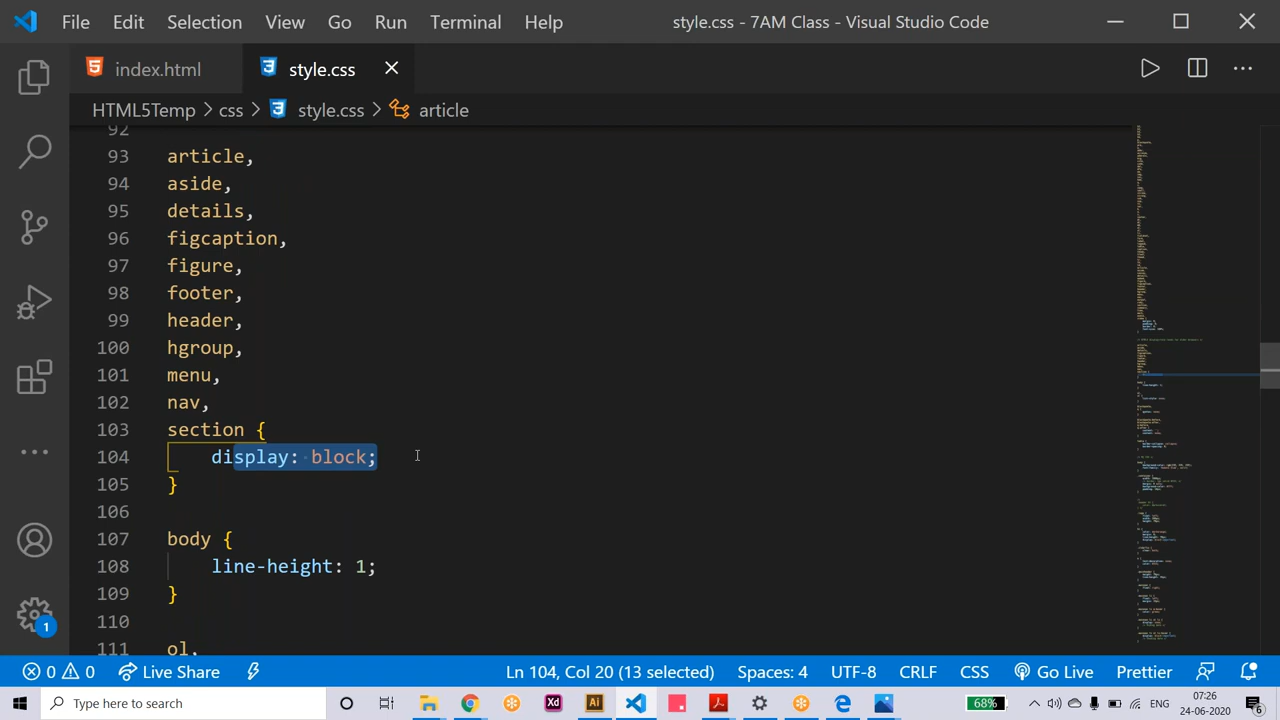 File Edit Selection View Go Run Terminal Help style.css - 7AM Class - Visual Studio Code
index.html style.css
HTML5Temp > css > style.css > article
92
93 article,
94 aside,
95 details,
96 figcaption,
97 figure,
98 footer,
99 header,
100 hgroup,
101 menu,
102 nav,
103 section {
104 display: block;
105 }
106
107 body {
108 line-height: 1;
109 }
110
111 ol,
1
0 0 Live Share Ln 104, Col 20 (13 selected) Spaces: 4 UTF-8 CRLF CSS Go Live Prettier
Type here to search Xd Ai 68% ENG 07:26
24-06-2020 6